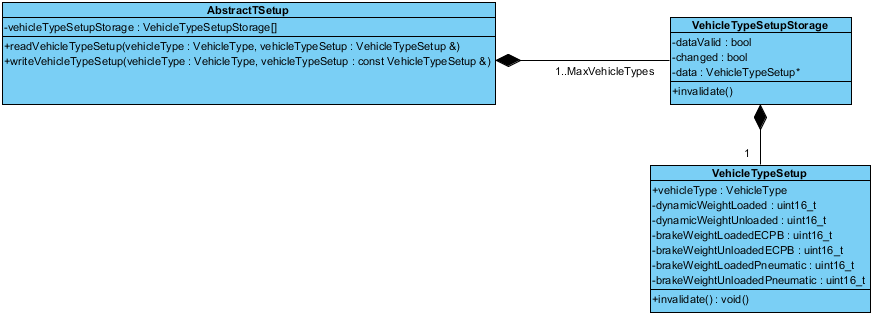 AbstractTSetup
-vehicleTypeSetupStorage : VehicleTypeSetupStorage[]
+readVehicleTypeSetup(vehicleType : VehicleType, vehicleTypeSetup : VehicleTypeSetup &)
+writeVehicleTypeSetup(vehicleType : VehicleType, vehicleTypeSetup : const VehicleTypeSetup &)
1..MaxVehicleTypes
VehicleTypeSetupStorage
-dataValid : bool
-changed : bool
-data : VehicleTypeSetup*
+invalidate()
1
VehicleTypeSetup
+vehicleType : VehicleType
-dynamicWeightLoaded : uint16_t
-dynamicWeightUnloaded : uint16_t
-brakeWeightLoadedECPB : uint16_t
-brakeWeightUnloadedECPB : uint16_t
-brakeWeightLoadedPneumatic : uint16_t
-brakeWeightUnloadedPneumatic : uint16_t
+invalidate() : void()